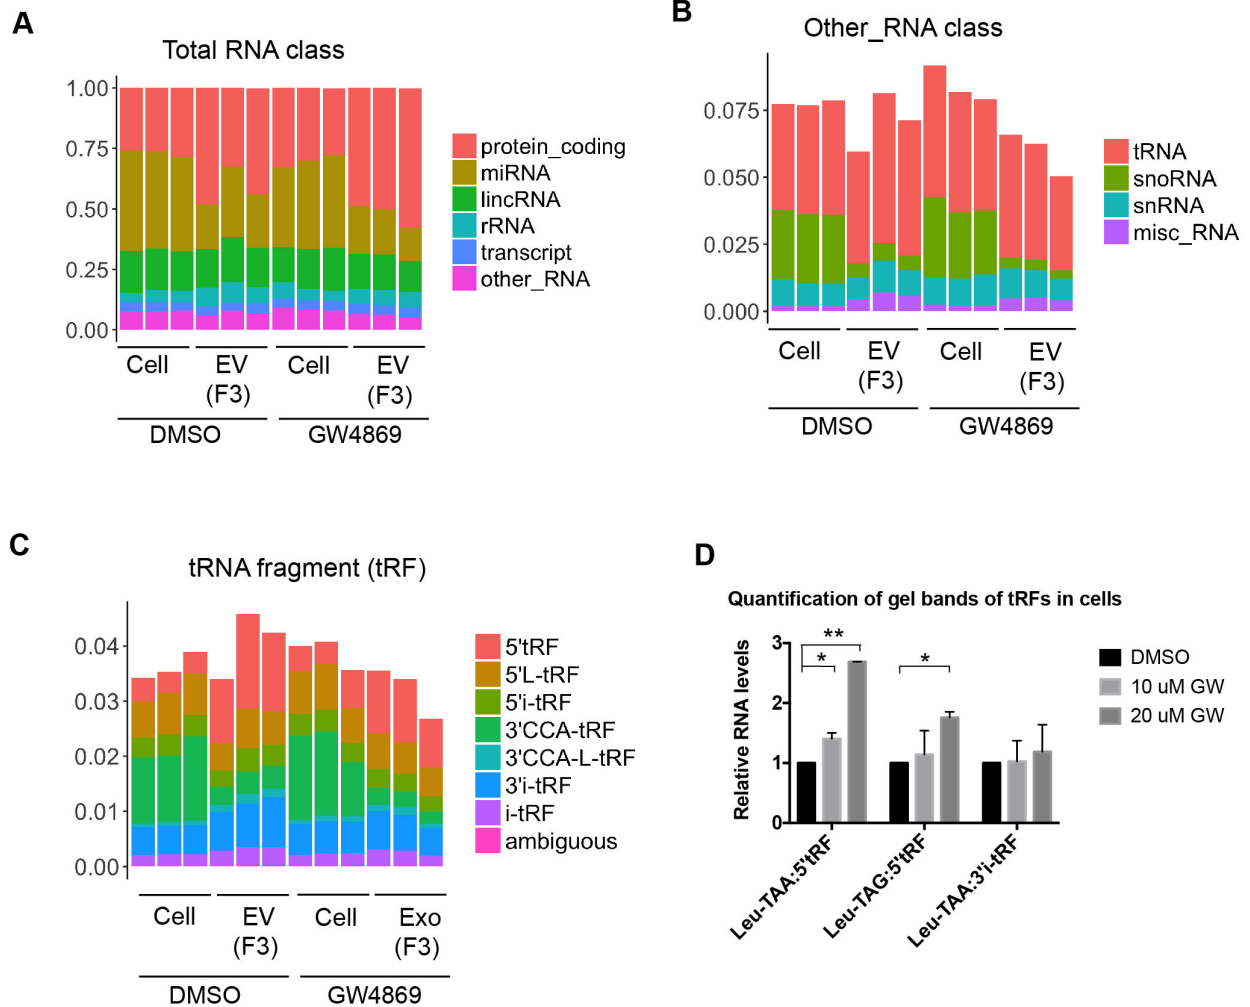 A
Total RNA class
1.00
0.75
0.50
0.25
0.00
protein_coding
miRNA
lincRNA
rRNA
transcript
other_RNA
Cell
EV
(F3)
Cell
EV
(F3)
DMSO
GW4869
B
Other_RNA class
0.075
0.050
0.025
0.000
tRNA
snoRNA
snRNA
misc_RNA
Cell
EV
(F3)
Cell
EV
(F3)
DMSO
GW4869
C
tRNA fragment (tRF)
0.04
0.03
0.02
0.01
0.00
5'tRF
5'L-tRF
5'i-tRF
3'CCA-tRF
3'CCA-L-tRF
3'i-tRF
i-tRF
ambiguous
Cell
EV
(F3)
Cell
Exo
(F3)
DMSO
GW4869
D
Quantification of gel bands of tRFs in cells
Relative RNA levels
3
2
1
0
**
*
*
DMSO
10 uM GW
20 uM GW
Leu-TAA:5'tRF
Leu-TAG:5'tRF
Leu-TAA:3'i-tRF